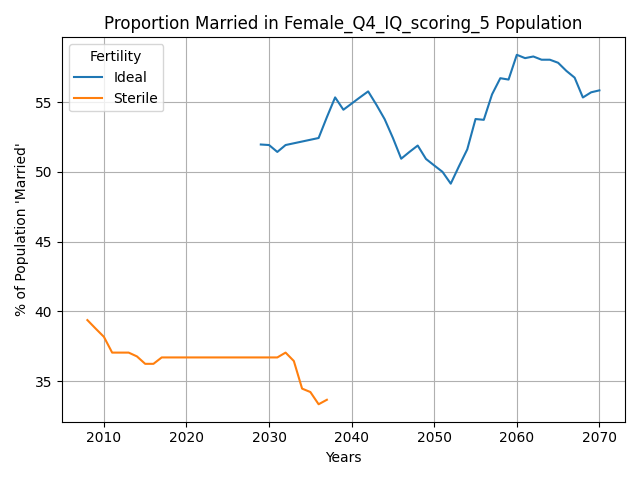 Proportion Married in Female_Q4_IQ_scoring_5 Population
Fertility
Ideal
Sterile
% of Population 'Married'
55
50
45
40
35
2010
2020
2030
2040
2050
2060
2070
Years